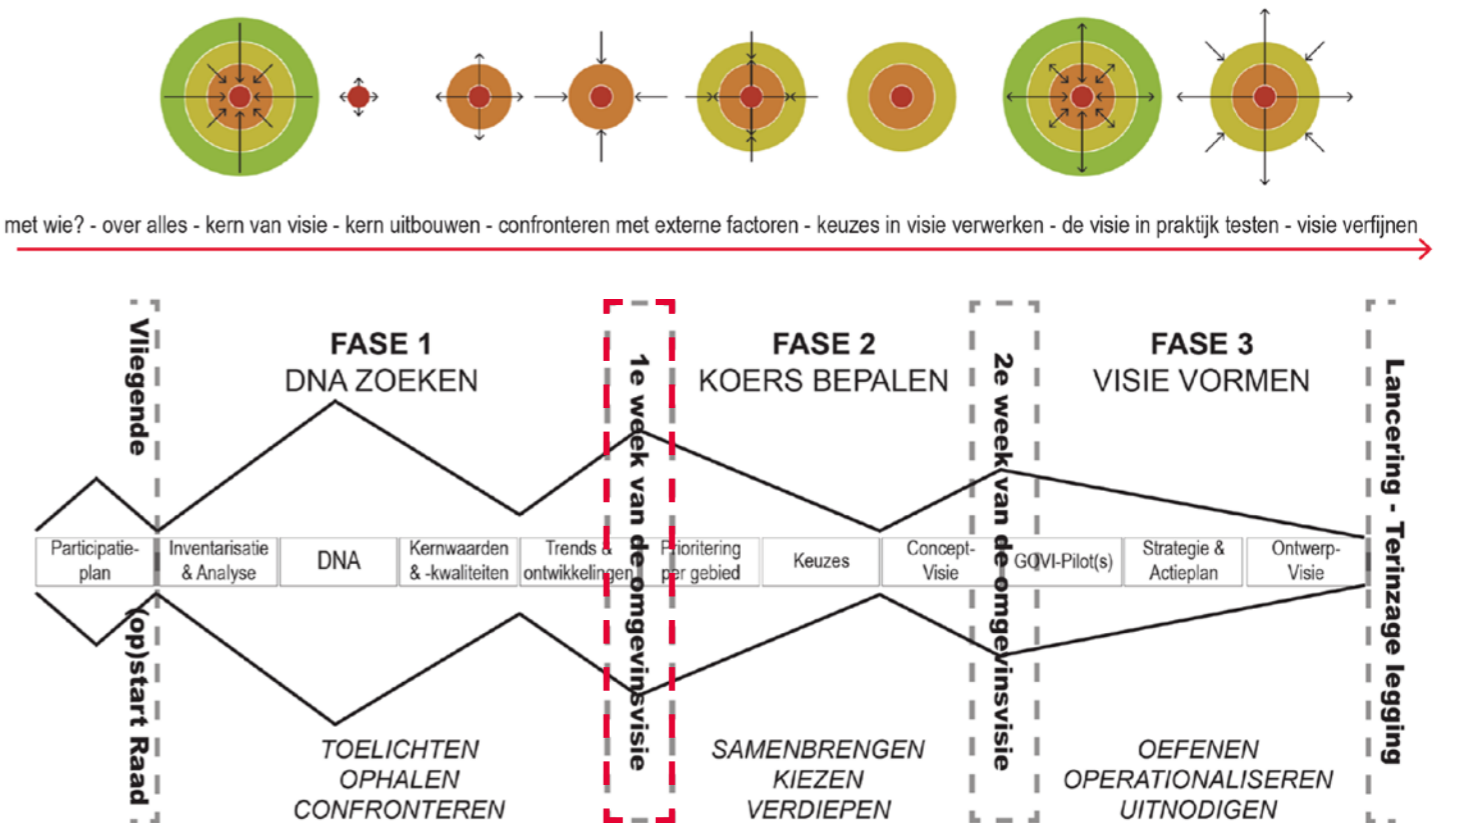 met wie? - over alles - kern van visie - kern uitbouwen - confronteren met externe factoren - keuzes in visie verwerken - de visie in praktijk testen - visie verfijnen
Vliegende
(op)start Raad
FASE 1
DNA ZOEKEN
1e week van de omgevinsvisie
FASE 2
KOERS BEPALEN
2e week van de omgevinsvisie
FASE 3
VISIE VORMEN
Lancering - Terinzage legging
Participatie-
plan
Inventarisatie
& Analyse
DNA
Kernwaarden
& -kwaliteiten
Trends &
ontwikkelingen
Prioritering
per gebied
Keuzes
Concept-
Visie
GOVI-Pilot(s)
Strategie &
Actieplan
Ontwerp-
Visie
TOELICHTEN
OPHALEN
CONFRONTEREN
SAMENBRENGEN
KIEZEN
VERDIEPEN
OEFENEN
OPERATIONALISEREN
UITNODIGEN